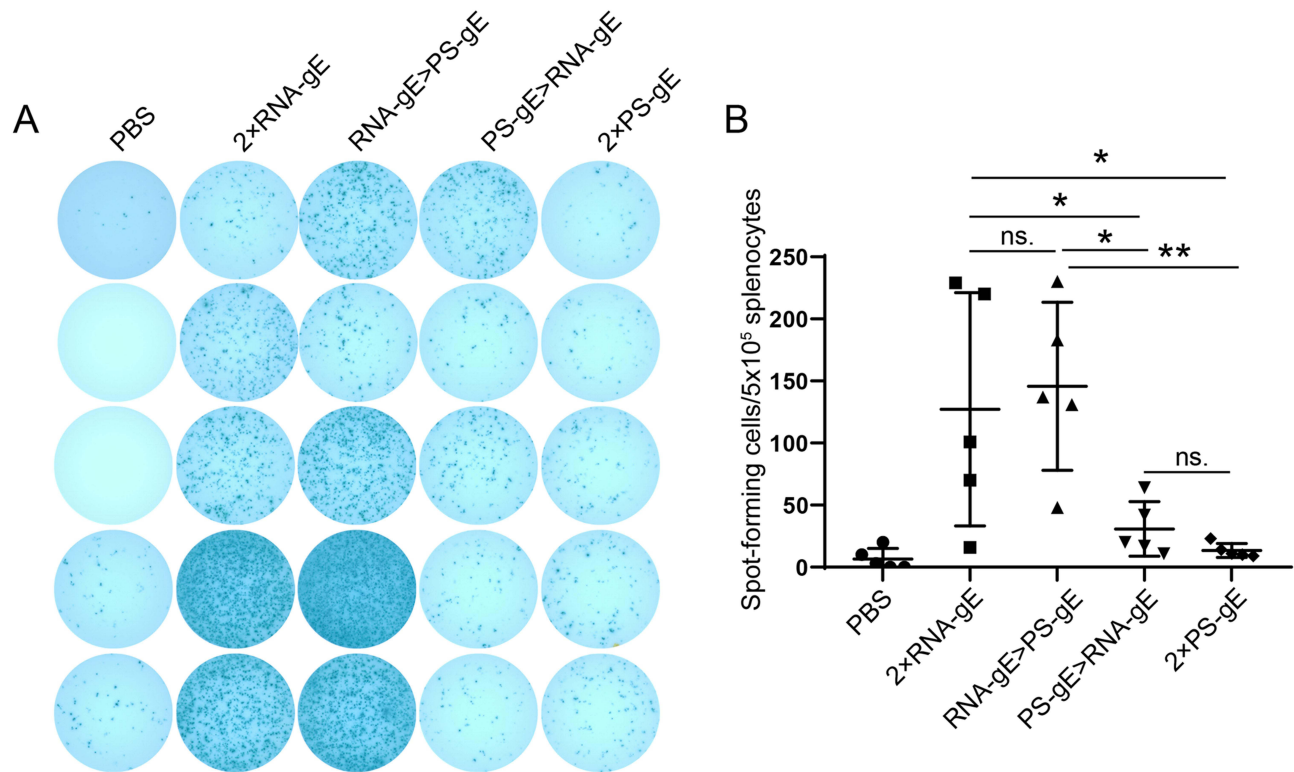 A
PBS
2×RNA-gE
RNA-gE>PS-gE
PS-gE>RNA-gE
2×PS-gE
B
*
*
ns.
*
**
ns.
Spot-forming cells/5x10⁵ splenocytes
250
200
150
100
50
0
PBS
2×RNA-gE
RNA-gE>PS-gE
PS-gE>RNA-gE
2×PS-gE